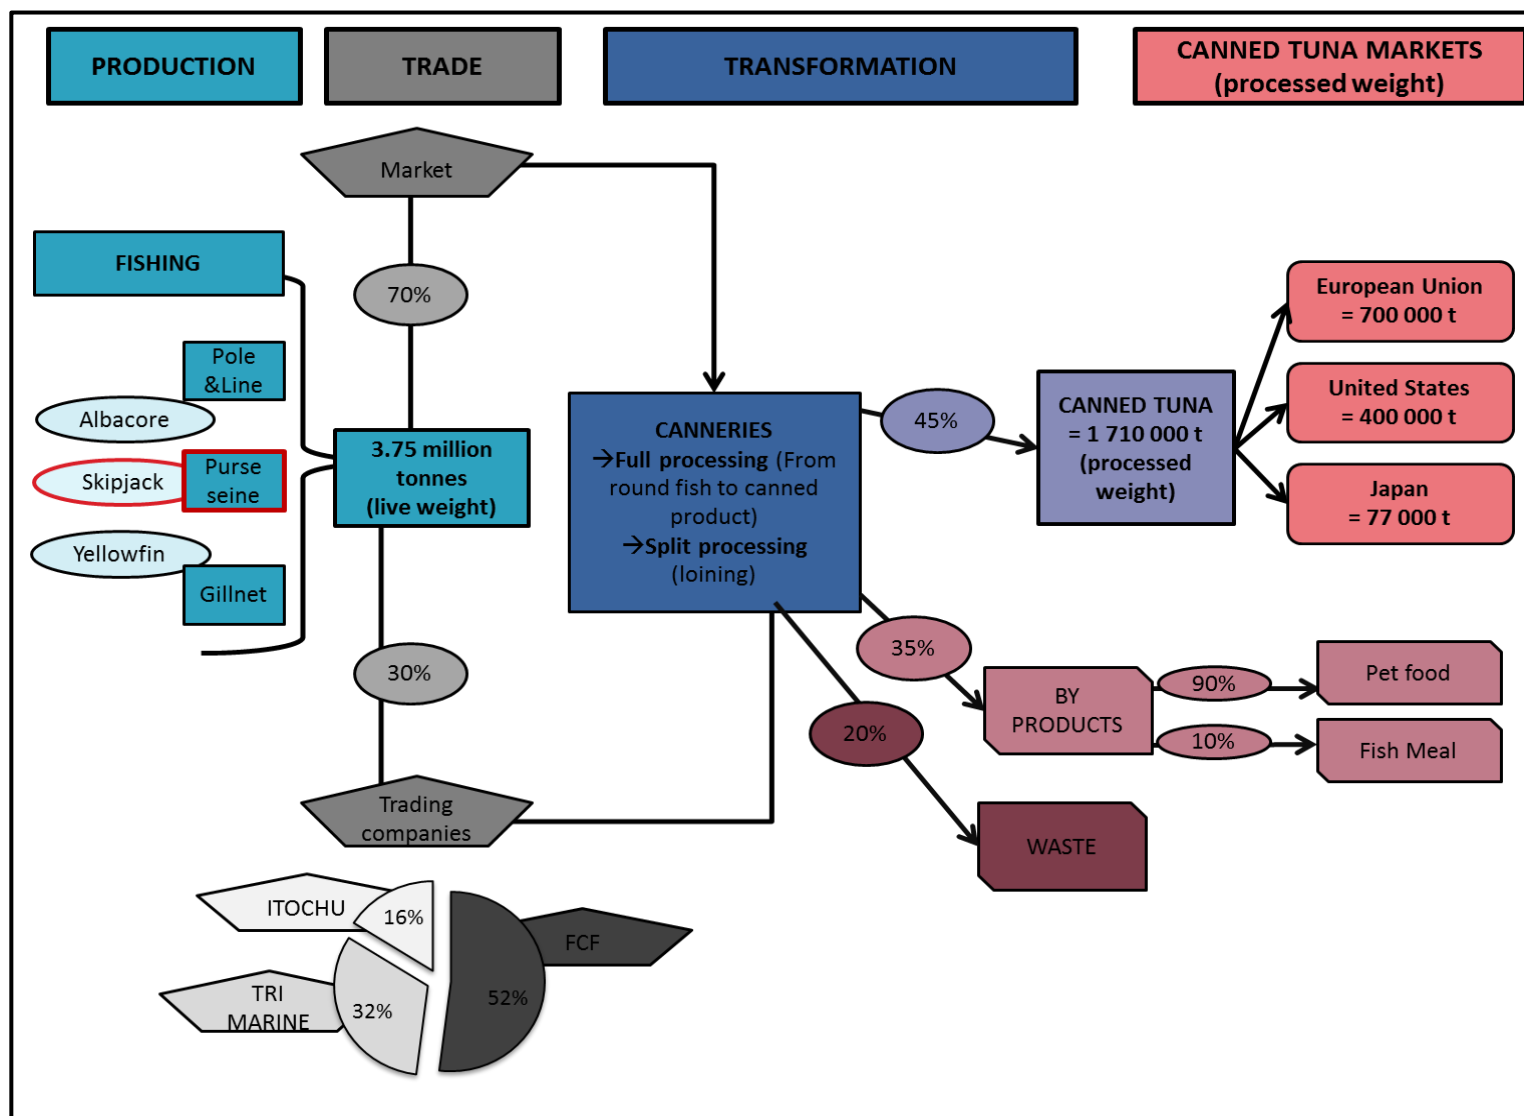 PRODUCTION
TRADE
TRANSFORMATION
CANNED TUNA MARKETS
(processed weight)
Market
FISHING
70%
Pole
&Line
Albacore
Skipjack
Purse
seine
Yellowfin
Gillnet
3.75 million
tonnes
(live weight)
30%
Trading
companies
ITOCHU
16%
FCF
52%
TRI
MARINE
32%
CANNERIES
→Full processing (From
round fish to canned
product)
→Split processing
(loining)
45%
CANNED TUNA
= 1 710 000 t
(processed
weight)
European Union
= 700 000 t
United States
= 400 000 t
Japan
= 77 000 t
35%
BY
PRODUCTS
90%
Pet food
10%
Fish Meal
20%
WASTE